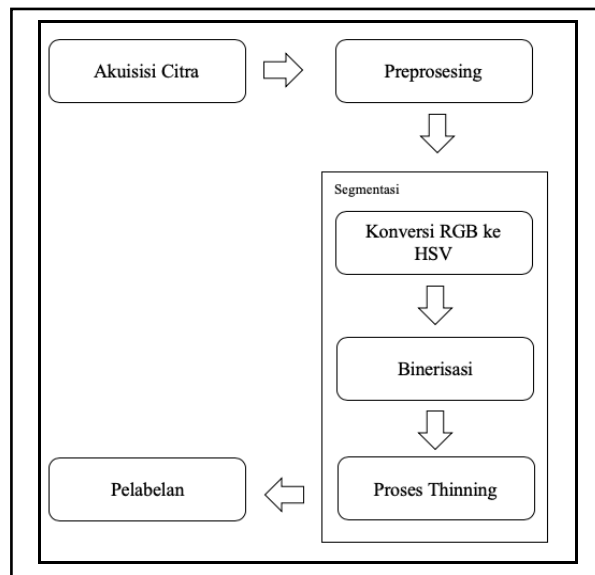 Akuisisi Citra
Preprosesing
Segmentasi
Konversi RGB ke
HSV
Binerisasi
Proses Thinning
Pelabelan